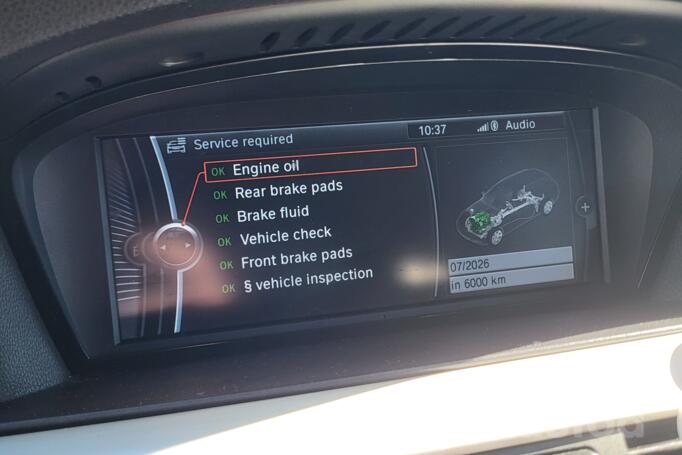 Service required
10:37
Audio
OK Engine oil
OK Rear brake pads
OK Brake fluid
OK Vehicle check
OK Front brake pads
OK § vehicle inspection
07/2026
in 6000 km